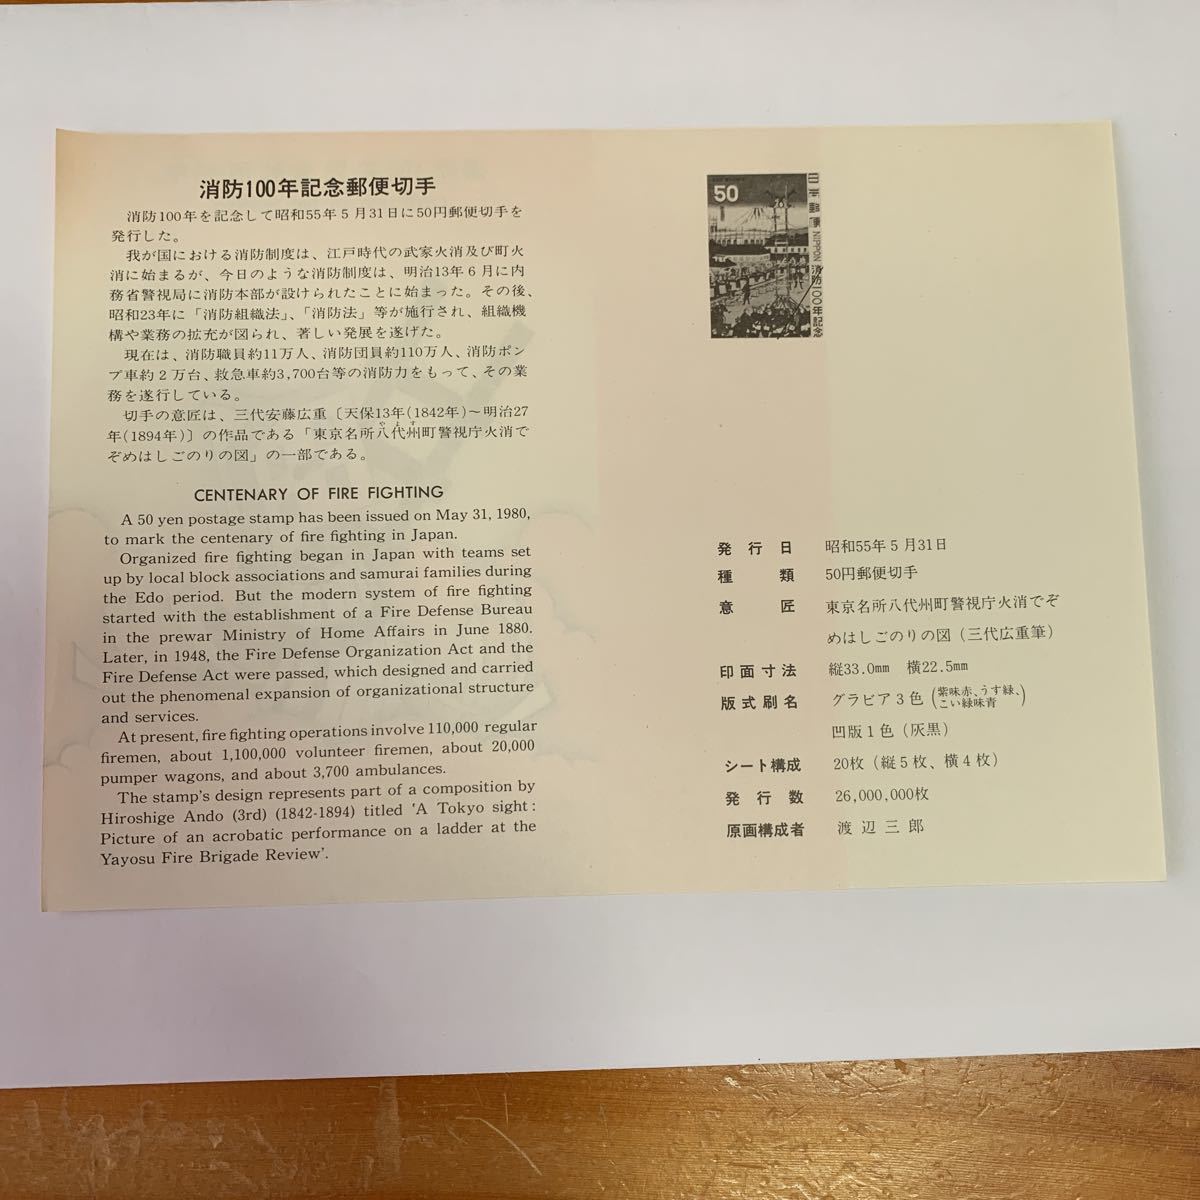 消防100年記念郵便切手
消防100年を記念して昭和55年5月31日に50円郵便切手を
発行した。
我が国における消防制度は、江戸時代の武家火消及び町火
消に始まるが、今日のような消防制度は、明治13年6月に内
務省警視局に消防本部が設けられたことに始まった。その後、
昭和23年に「消防組織法」、「消防法」等が施行され、組織機
構や業務の拡充が図られ、著しい発展を遂げた。
現在は、消防職員約11万人、消防団員約110万人、消防ポン
プ車約2万台、救急車約3,700台等の消防力をもって、その業
務を遂行している。
切手の意匠は、三代安藤広重〔天保13年(1842年)～明治27
年(1894年)〕の作品である「東京名所八代州町警視庁火消で
ぞめはしごのりの図」の一部である。
CENTENARY OF FIRE FIGHTING
A 50 yen postage stamp has been issued on May 31, 1980,
to mark the centenary of fire fighting in Japan.
Organized fire fighting began in Japan with teams set
up by local block associations and samurai families during
the Edo period. But the modern system of fire fighting
started with the establishment of a Fire Defense Bureau
in the prewar Ministry of Home Affairs in June 1880.
Later, in 1948, the Fire Defense Organization Act and the
Fire Defense Act were passed, which designed and carried
out the phenomenal expansion of organizational structure
and services.
At present, fire fighting operations involve 110,000 regular
firemen, about 1,100,000 volunteer firemen, about 20,000
pumper wagons, and about 3,700 ambulances.
The stamp's design represents part of a composition by
Hiroshige Ando (3rd) (1842-1894) titled 'A Tokyo sight:
Picture of an acrobatic performance on a ladder at the
Yayosu Fire Brigade Review'.
50
日本郵便 NIPPON 消防100年記念
発行日 昭和55年5月31日
種類 50円郵便切手
意匠 東京名所八代州町警視庁火消でぞ
めはしごのりの図（三代広重筆）
印面寸法 縦33.0mm 横22.5mm
版式刷名 グラビア3色(紫味赤、うす緑、
こい緑味青)
凹版1色（灰黒）
シート構成 20枚（縦5枚、横4枚）
発行数 26,000,000枚
原画構成者 渡辺三郎